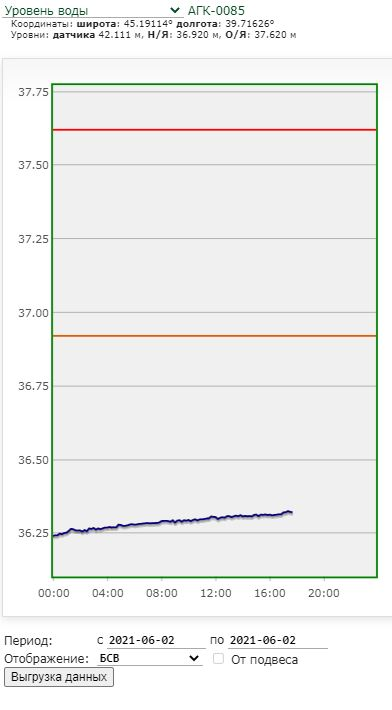 Уровень воды АГК-0085
Координаты: широта: 45.19114° долгота: 39.71626°
Уровни: датчика 42.111 м, Н/Я: 36.920 м, О/Я: 37.620 м
37.75
37.50
37.25
37.00
36.75
36.50
36.25
00:00 04:00 08:00 12:00 16:00 20:00
Период: с 2021-06-02 по 2021-06-02
Отображение: БСВ От подвеса
Выгрузка данных